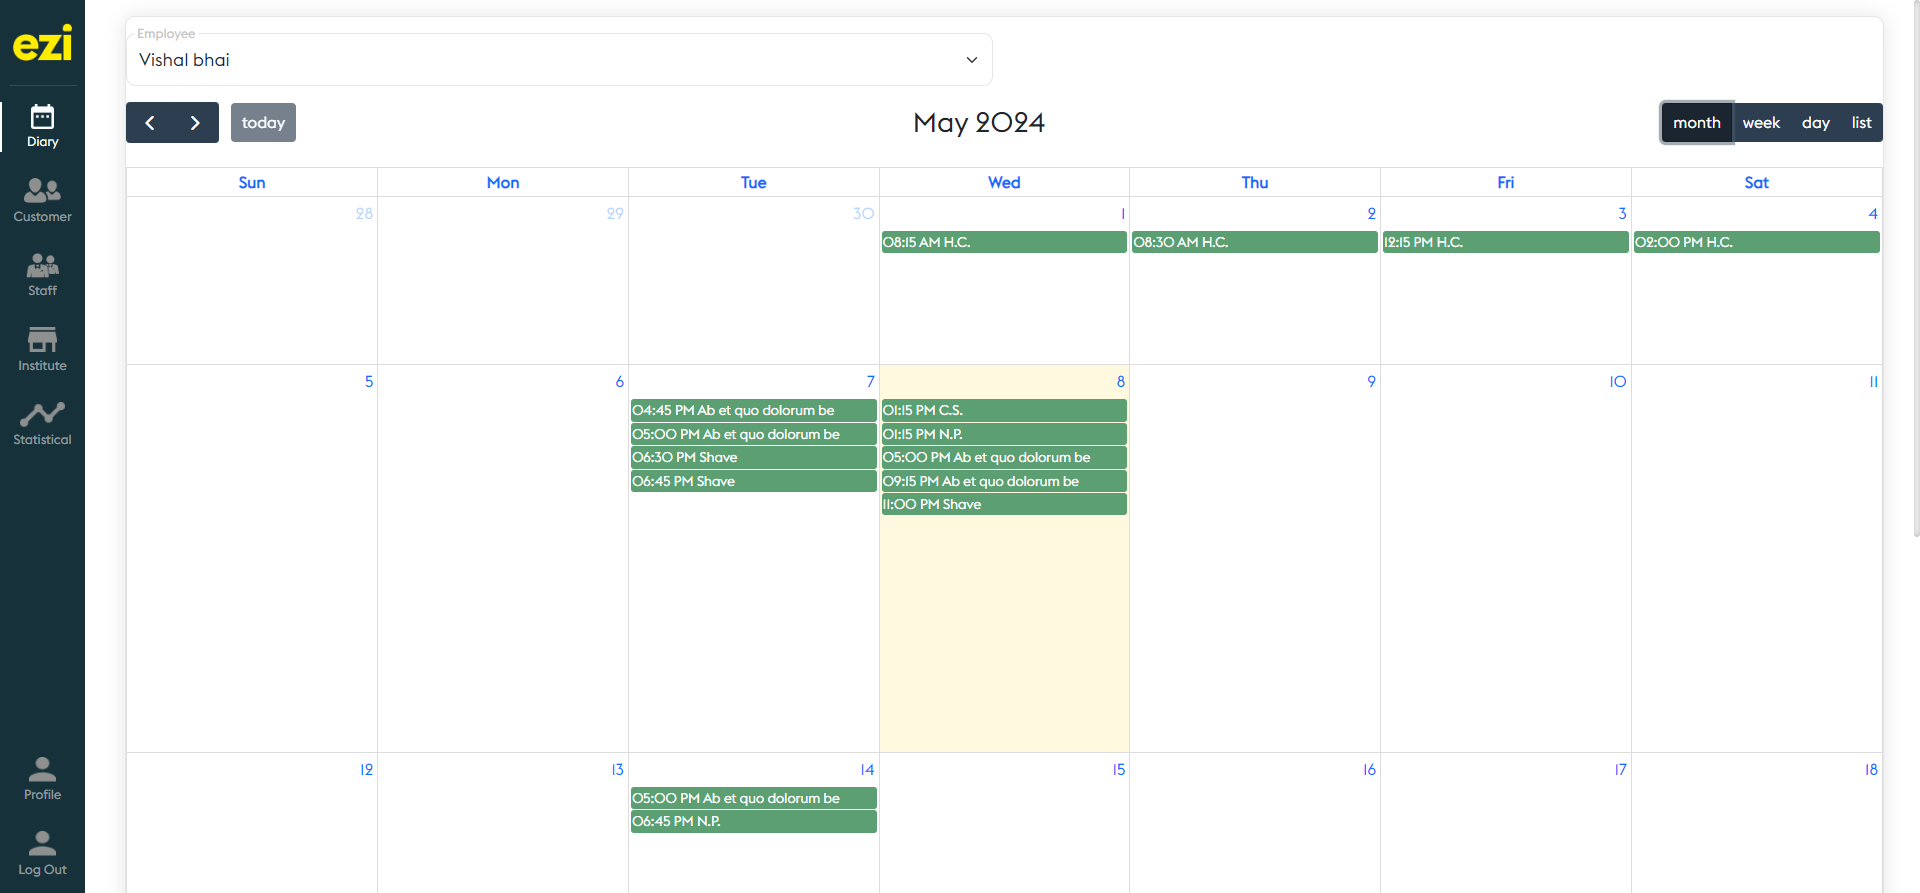 ezi
Diary
Customer
Staff
Institute
Statistical
Profile
Log Out
Employee
Vishal bhai
today
May 2024
month week day list
Sun Mon Tue Wed Thu Fri Sat
28 29 30 1 2 3 4
08:15 AM H.C.
08:30 AM H.C.
12:15 PM H.C.
02:00 PM H.C.
5 6 7 8 9 10 11
04:45 PM Ab et quo dolorum be
05:00 PM Ab et quo dolorum be
06:30 PM Shave
06:45 PM Shave
01:15 PM C.S.
01:15 PM N.P.
05:00 PM Ab et quo dolorum be
09:15 PM Ab et quo dolorum be
11:00 PM Shave
12 13 14 15 16 17 18
05:00 PM Ab et quo dolorum be
06:45 PM N.P.